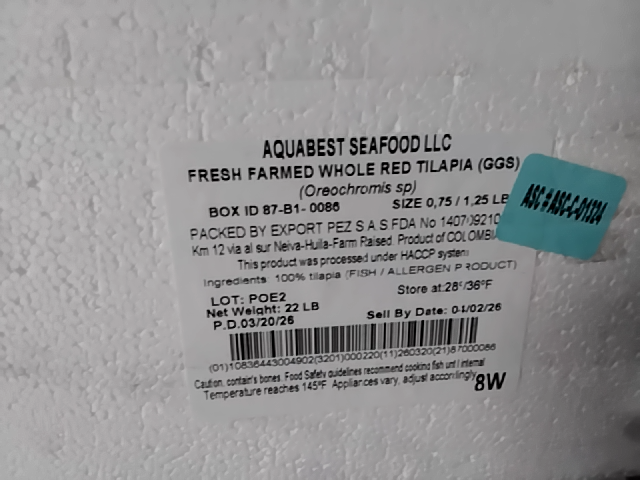 AQUABEST SEAFOOD LLC
FRESH FARMED WHOLE RED TILAPIA (GGS)
(Oreochromis sp)
BOX ID 87-B1- 0086 SIZE 0,75 / 1,25 LB
PACKED BY EXPORT PEZ S.A.S.FDA No 14070921
ASC # ASC-C-01324
Km 12 via al sur Neiva-Huila-Farm Raised. Product of COLOMBIA
This product was processed under HACCP system
Ingredients: 100% tilapia (FISH / ALLERGEN PRODUCT)
LOT: POE2 Store at:28°/36°F
Net Weight: 22 LB
P.D.03/20/26 Sell By Date: 04/02/26
(01)10836443004902(3201)000220(11)260320(21)87000086
Caution, contain's bones. Food Safety guidelines recommend cooking fish until internal
Temperature reaches 145°F. Appliances vary, adjust accordingly.
8W